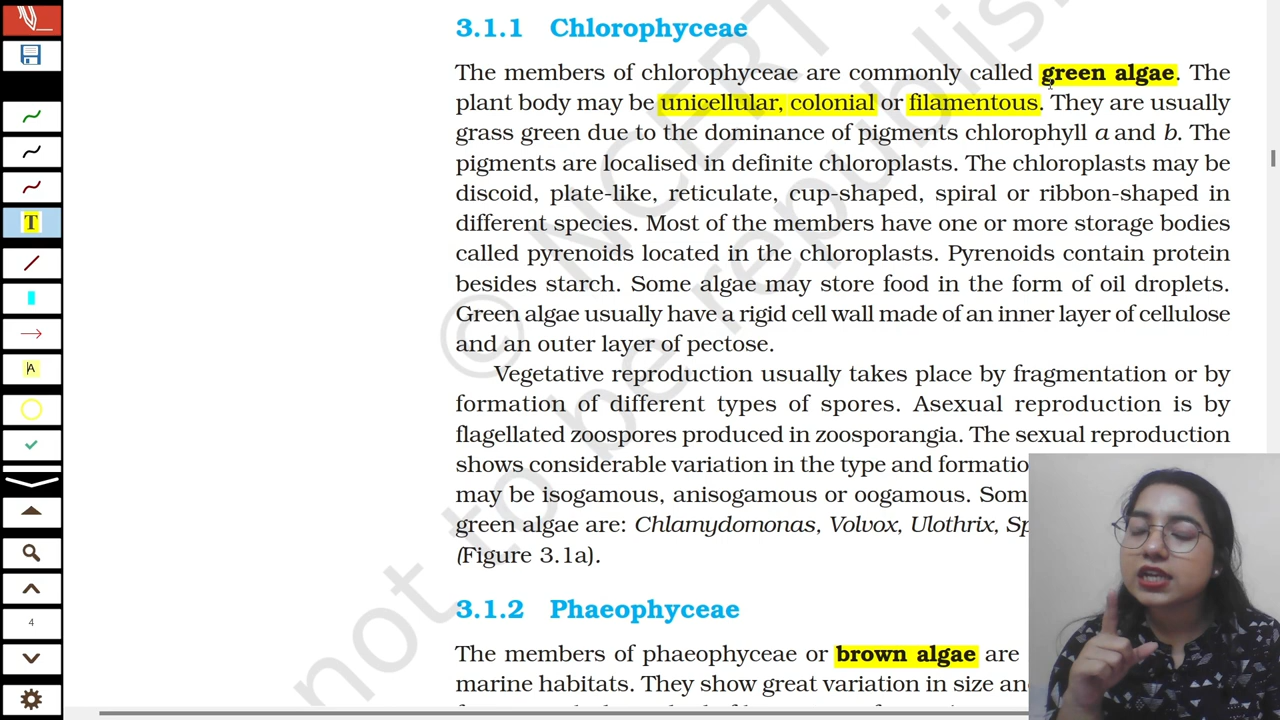 3.1.1 Chlorophyceae
The members of chlorophyceae are commonly called green algae. The
plant body may be unicellular, colonial or filamentous. They are usually
grass green due to the dominance of pigments chlorophyll a and b. The
pigments are localised in definite chloroplasts. The chloroplasts may be
discoid, plate-like, reticulate, cup-shaped, spiral or ribbon-shaped in
different species. Most of the members have one or more storage bodies
called pyrenoids located in the chloroplasts. Pyrenoids contain protein
besides starch. Some algae may store food in the form of oil droplets.
Green algae usually have a rigid cell wall made of an inner layer of cellulose
and an outer layer of pectose.
Vegetative reproduction usually takes place by fragmentation or by
formation of different types of spores. Asexual reproduction is by
flagellated zoospores produced in zoosporangia. The sexual reproduction
shows considerable variation in the type and formatio
may be isogamous, anisogamous or oogamous. Som
green algae are: Chlamydomonas, Volvox, Ulothrix, Sp
(Figure 3.1a).
3.1.2 Phaeophyceae
The members of phaeophyceae or brown algae are
marine habitats. They show great variation in size an
© NCERT
not to be republis
T
A
4